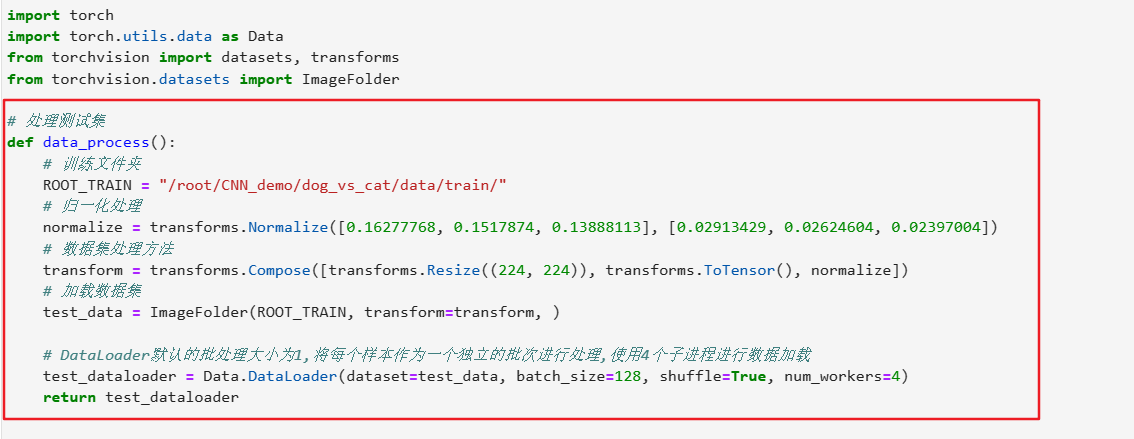 import torch
import torch.utils.data as Data
from torchvision import datasets, transforms
from torchvision.datasets import ImageFolder
# 处理测试集
def data_process():
    # 训练文件夹
    ROOT_TRAIN = "/root/CNN_demo/dog_vs_cat/data/train/"
    # 归一化处理
    normalize = transforms.Normalize([0.16277768, 0.1517874, 0.13888113], [0.02913429, 0.02624604, 0.02397004])
    # 数据集处理方法
    transform = transforms.Compose([transforms.Resize((224, 224)), transforms.ToTensor(), normalize])
    # 加载数据集
    test_data = ImageFolder(ROOT_TRAIN, transform=transform, )
    # DataLoader默认的批处理大小为1,将每个样本作为一个独立的批次进行处理,使用4个子进程进行数据加载
    test_dataloader = Data.DataLoader(dataset=test_data, batch_size=128, shuffle=True, num_workers=4)
    return test_dataloader